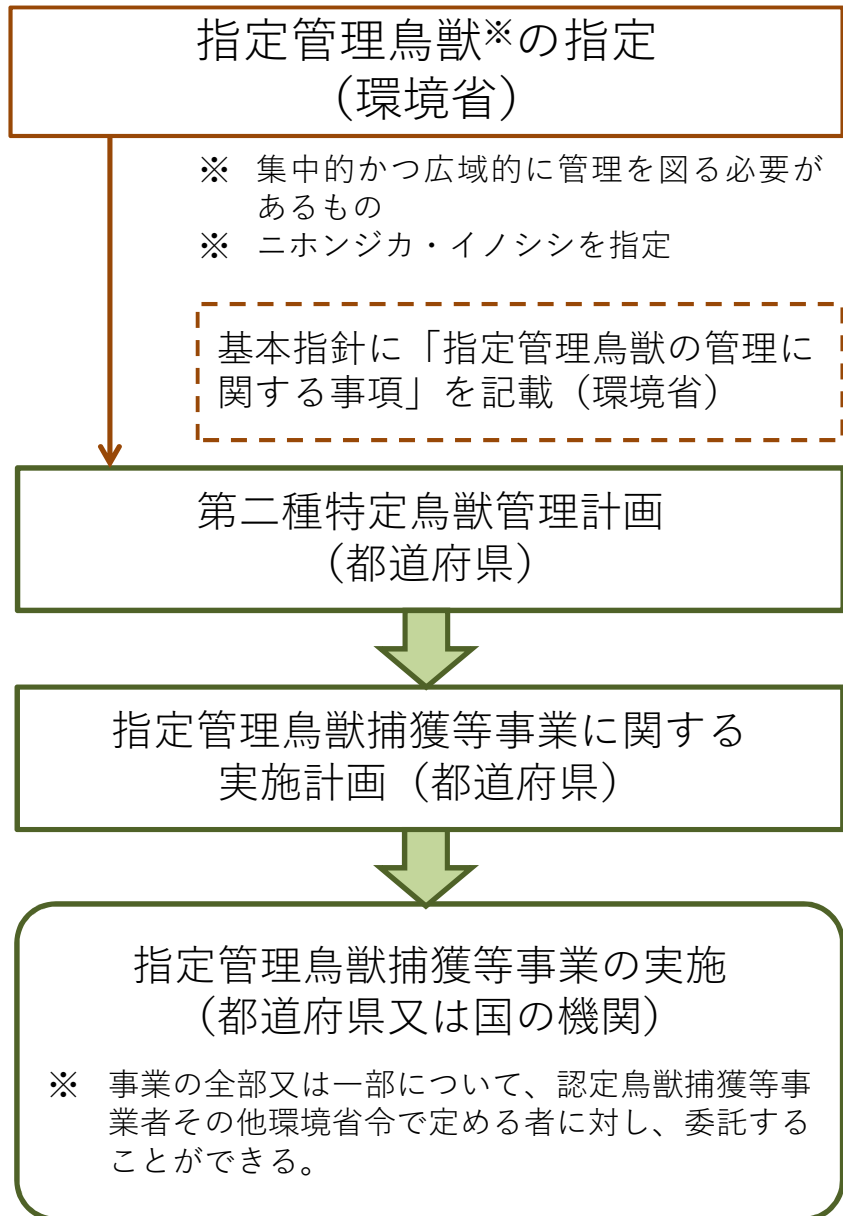 指定管理鳥獣※の指定
（環境省）
※　集中的かつ広域的に管理を図る必要が
あるもの
※　ニホンジカ・イノシシを指定
基本指針に「指定管理鳥獣の管理に
関する事項」を記載（環境省）
第二種特定鳥獣管理計画
（都道府県）
指定管理鳥獣捕獲等事業に関する
実施計画（都道府県）
指定管理鳥獣捕獲等事業の実施
（都道府県又は国の機関）
※　事業の全部又は一部について、認定鳥獣捕獲等事
業者その他環境省令で定める者に対し、委託する
ことができる。